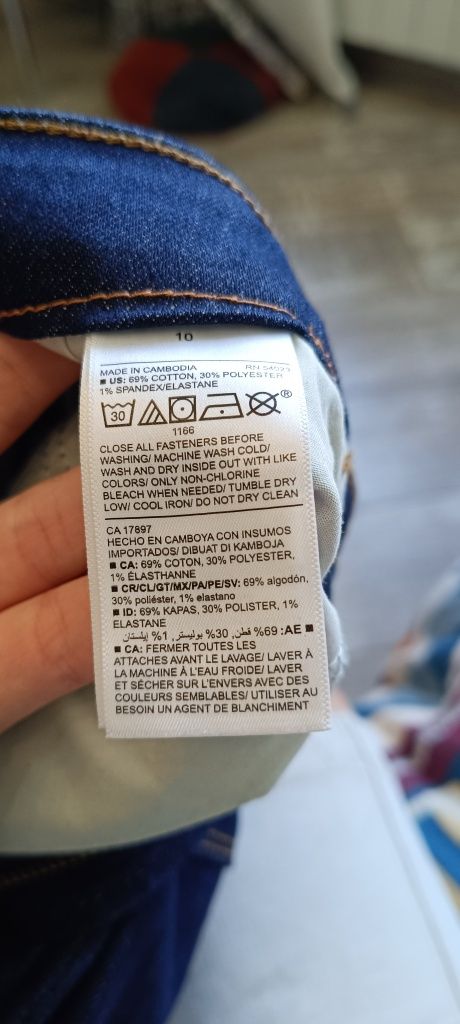 10
MADE IN CAMBODIA RN 54023
■ US: 69% COTTON, 30% POLYESTER
1% SPANDEX/ELASTANE
30 ®
1166
CLOSE ALL FASTENERS BEFORE
WASHING/ MACHINE WASH COLD/
WASH AND DRY INSIDE OUT WITH LIKE
COLORS/ ONLY NON-CHLORINE
BLEACH WHEN NEEDED/ TUMBLE DRY
LOW/ COOL IRON/ DO NOT DRY CLEAN
CA 17897
HECHO EN CAMBOYA CON INSUMOS
IMPORTADOS/ DIBUAT DI KAMBOJA
■ CA: 69% COTON, 30% POLYESTER,
1% ÉLASTHANNE
■ CR/CL/GT/MX/PA/PE/SV: 69% algodón,
30% poliéster, 1% elastano
■ ID: 69% KAPAS, 30% POLISTER, 1%
ELASTANE
■ AE: 69% قطن, 30% بوليستر, 1% إيلستان ■
■ CA: FERMER TOUTES LES
ATTACHES AVANT LE LAVAGE/ LAVER
À LA MACHINE À L'EAU FROIDE/ LAVER
ET SÉCHER SUR L'ENVERS AVEC DES
COULEURS SEMBLABLES/ UTILISER AU
BESOIN UN AGENT DE BLANCHIMENT